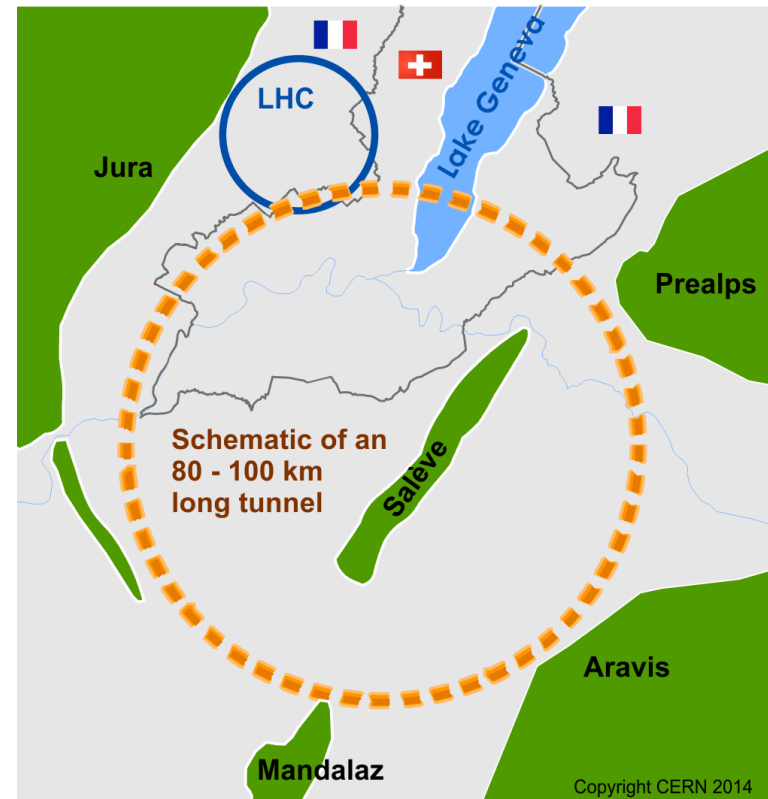 LHC
Lake Geneva
Jura
Prealps
Schematic of an
80 - 100 km
long tunnel
Salève
Aravis
Mandalaz
Copyright CERN 2014